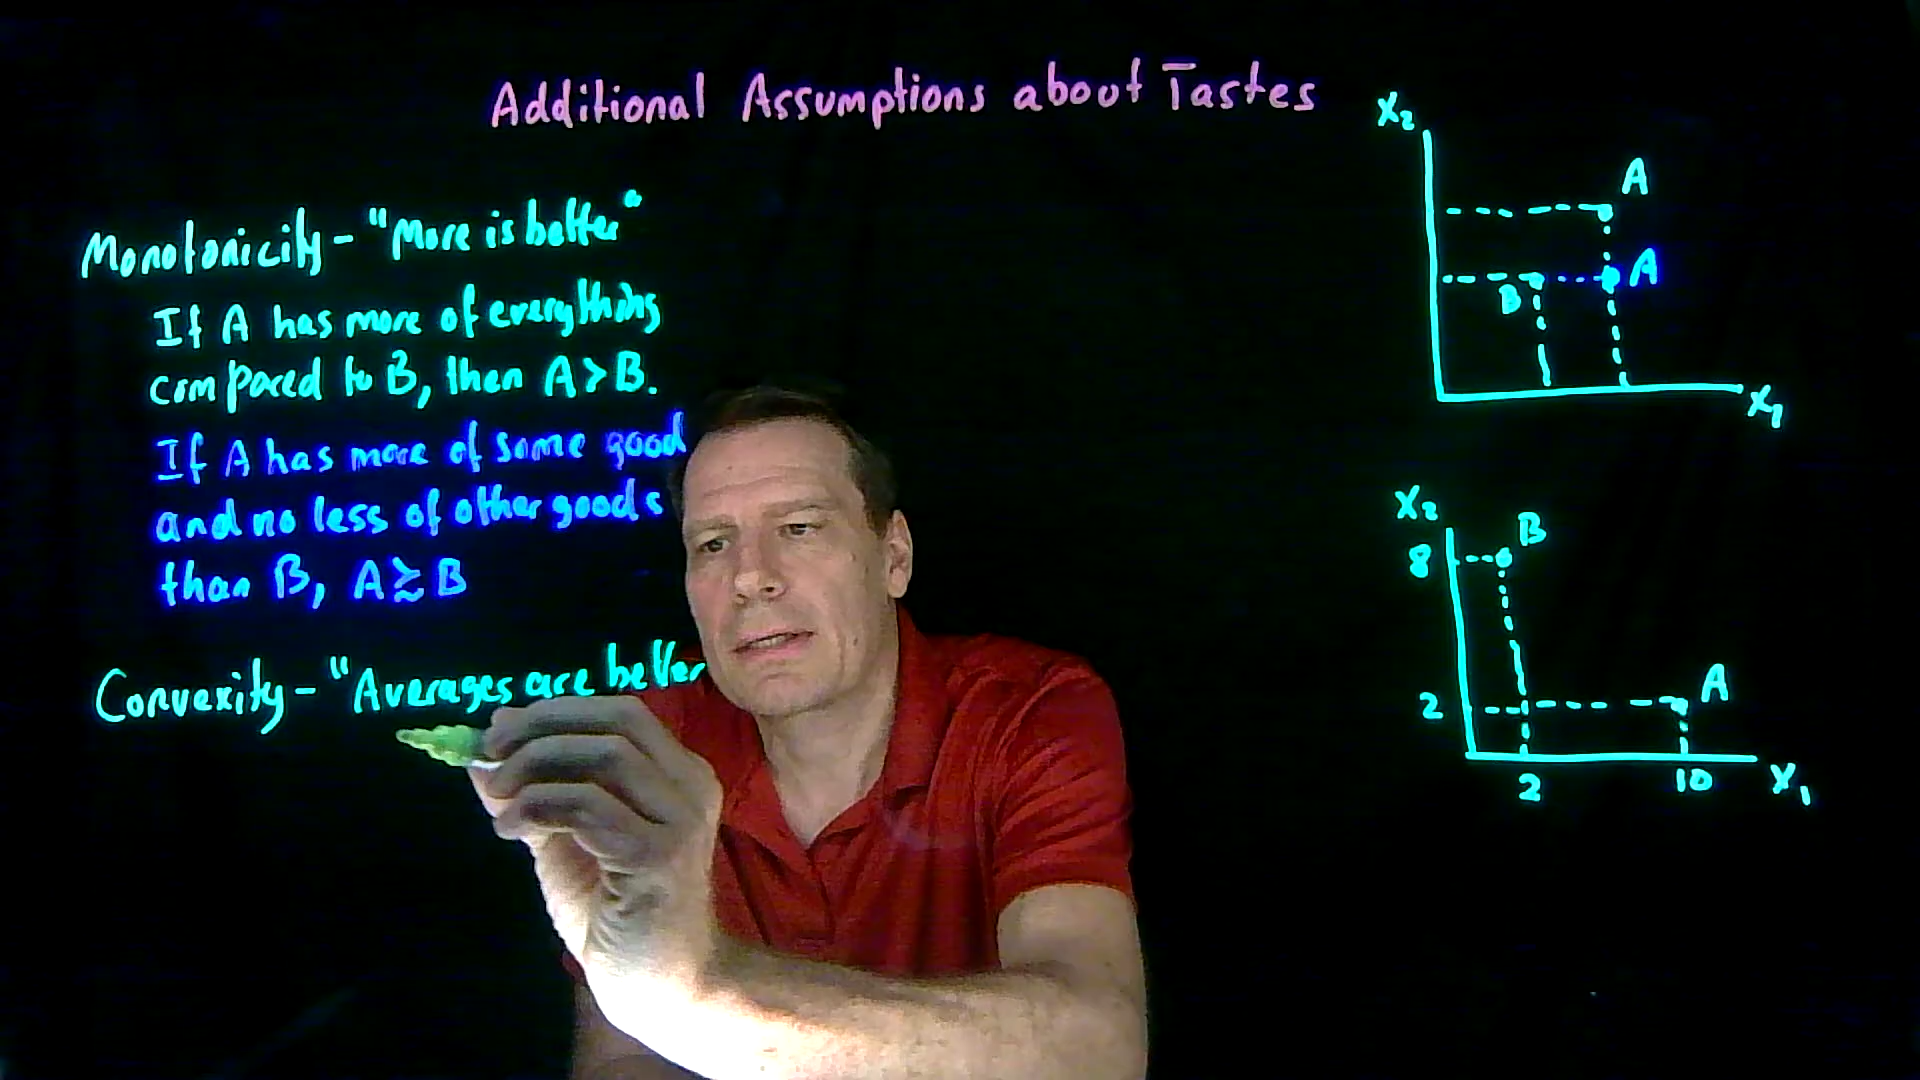 Additional Assumptions about Tastes
Monotonicity - "More is better"
If A has more of everything
compared to B, then A > B.
If A has more of some good
and no less of other goods
than B, A ≿ B
Convexity - "Averages are better
X₂
A
A
B
X₁
X₂
B
8
A
2
2
10
X₁